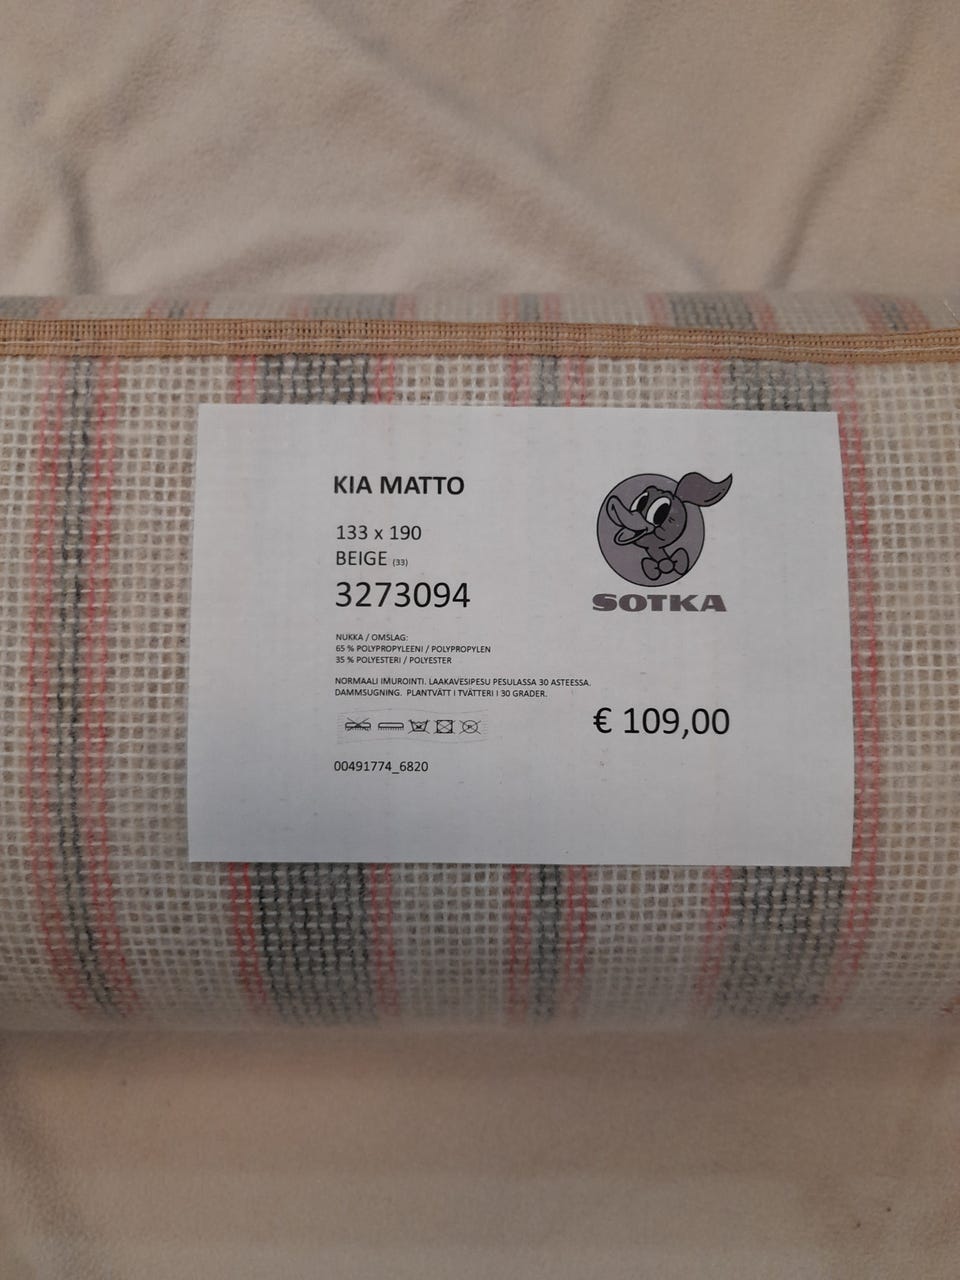 KIA MATTO
133 x 190
BEIGE (33)
3273094
SOTKA
NUKKA / OMSLAG:
65 % POLYPROPYLEENI / POLYPROPYLEN
35 % POLYESTERI / POLYESTER
NORMAALI IMUROINTI. LAAKAVESIPESU PESULASSA 30 ASTEESSA.
DAMMSUGNING. PLANTVÄTT I TVÄTTERI I 30 GRADER.
€ 109,00
00491774_6820